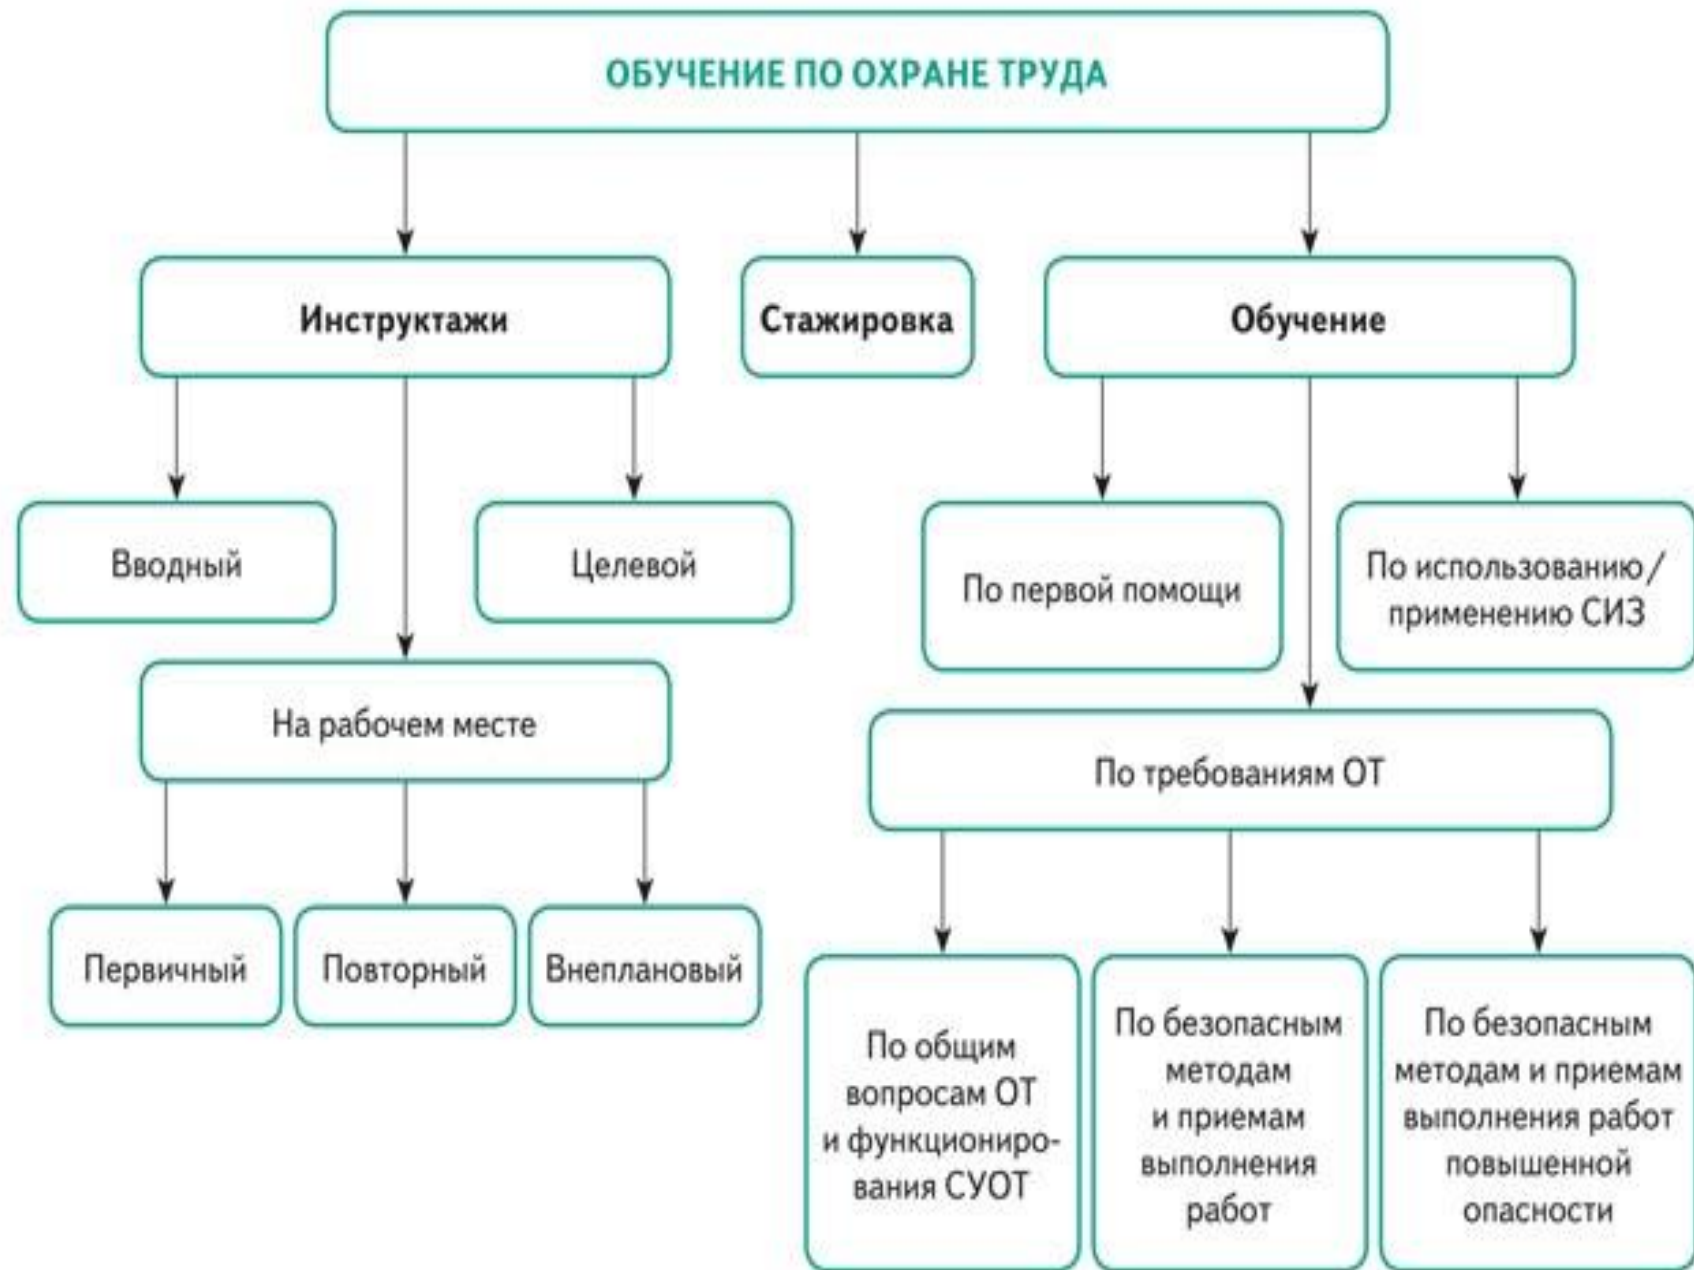 ОБУЧЕНИЕ ПО ОХРАНЕ ТРУДА
Инструктажи
Стажировка
Обучение
Вводный
Целевой
По первой помощи
По использованию/
применению СИЗ
На рабочем месте
По требованиям ОТ
Первичный
Повторный
Внеплановый
По общим
вопросам ОТ
и функциониро-
вания СУОТ
По безопасным
методам
и приемам
выполнения
работ
По безопасным
методам и приемам
выполнения работ
повышенной
опасности